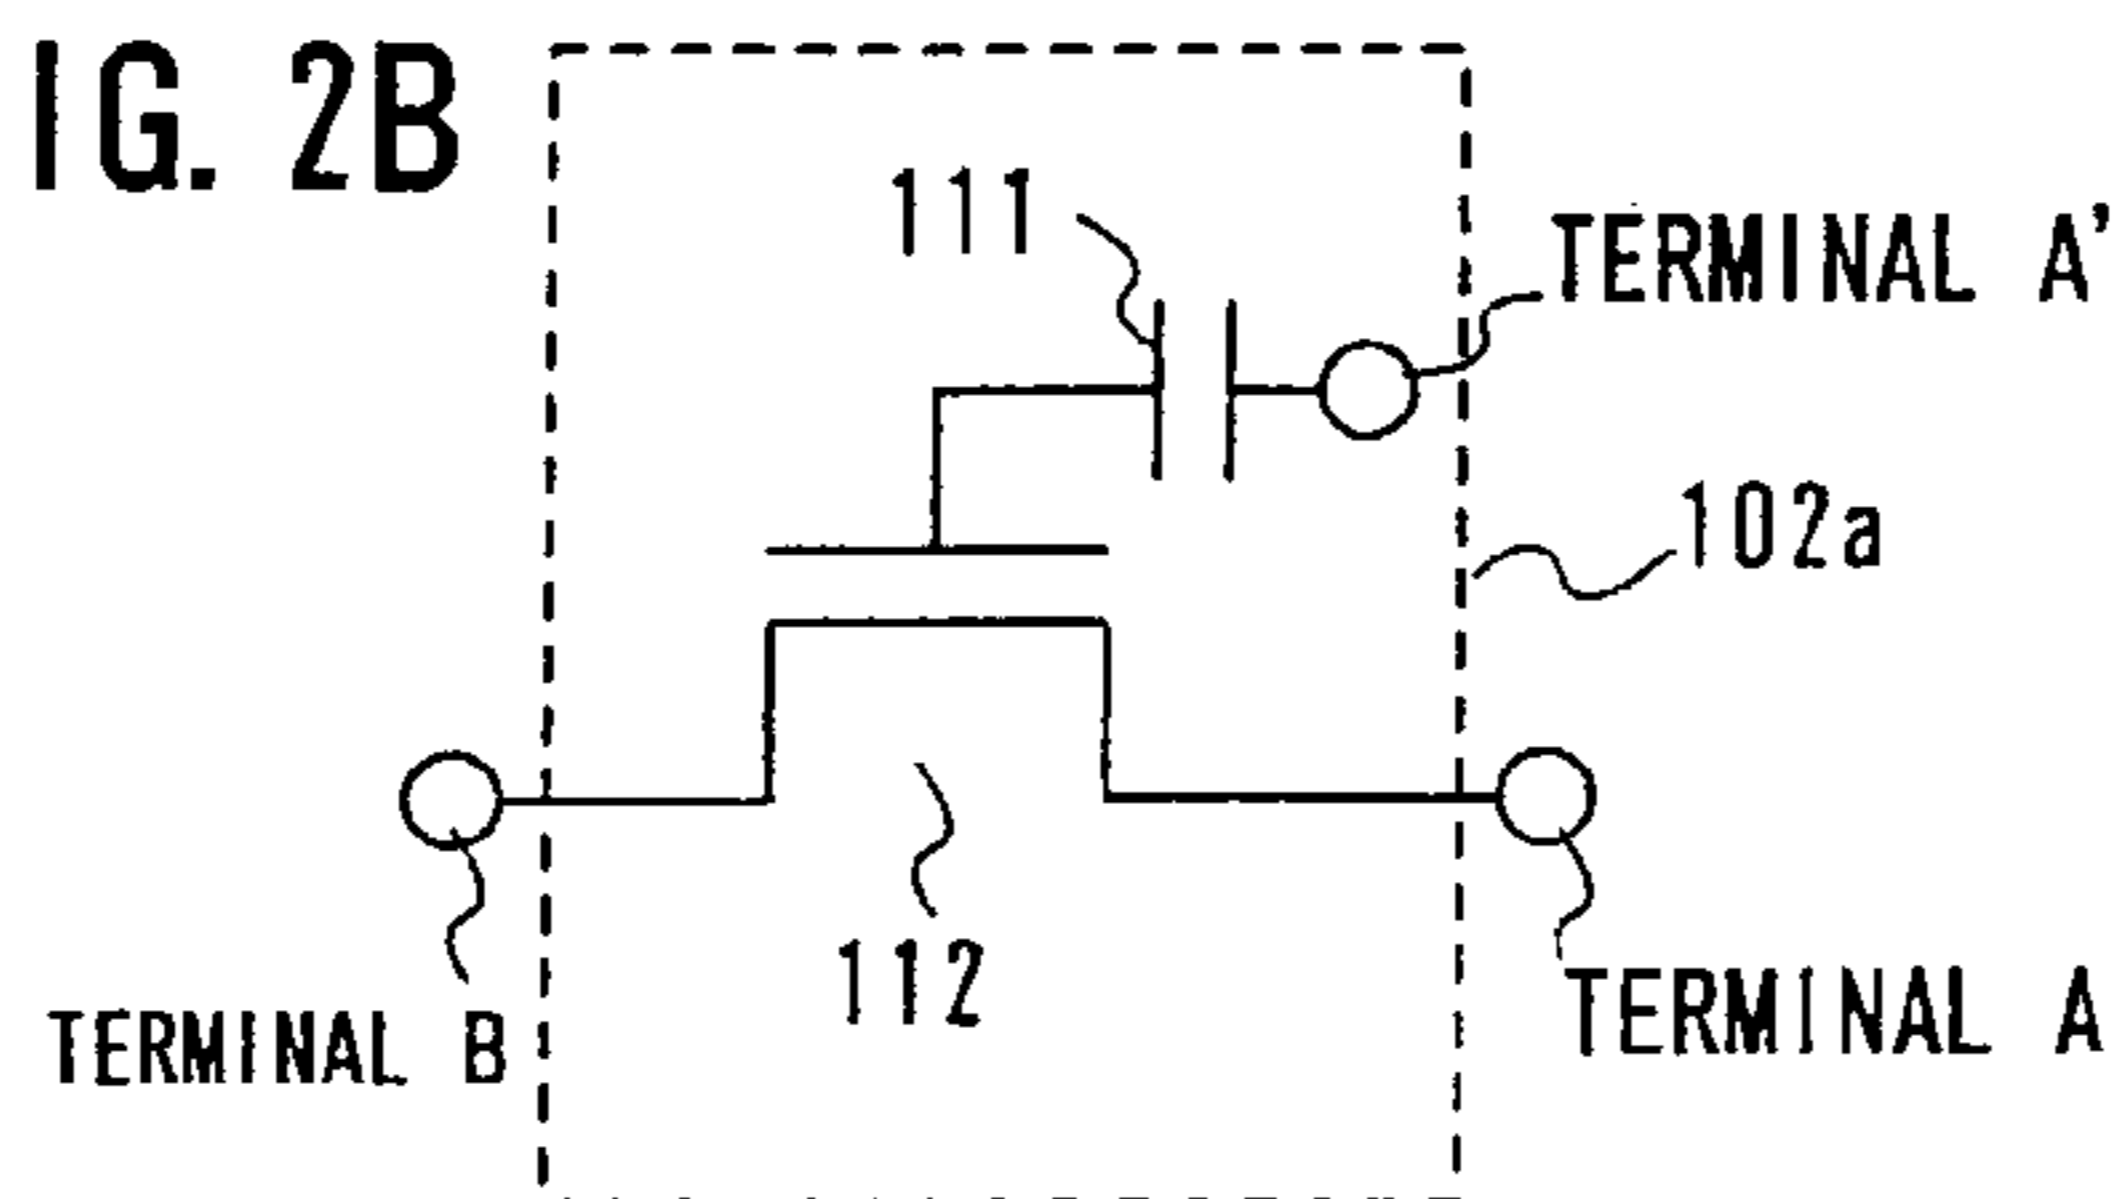 IG. 2B
111
TERMINAL A'
102a
112
TERMINAL B
TERMINAL A